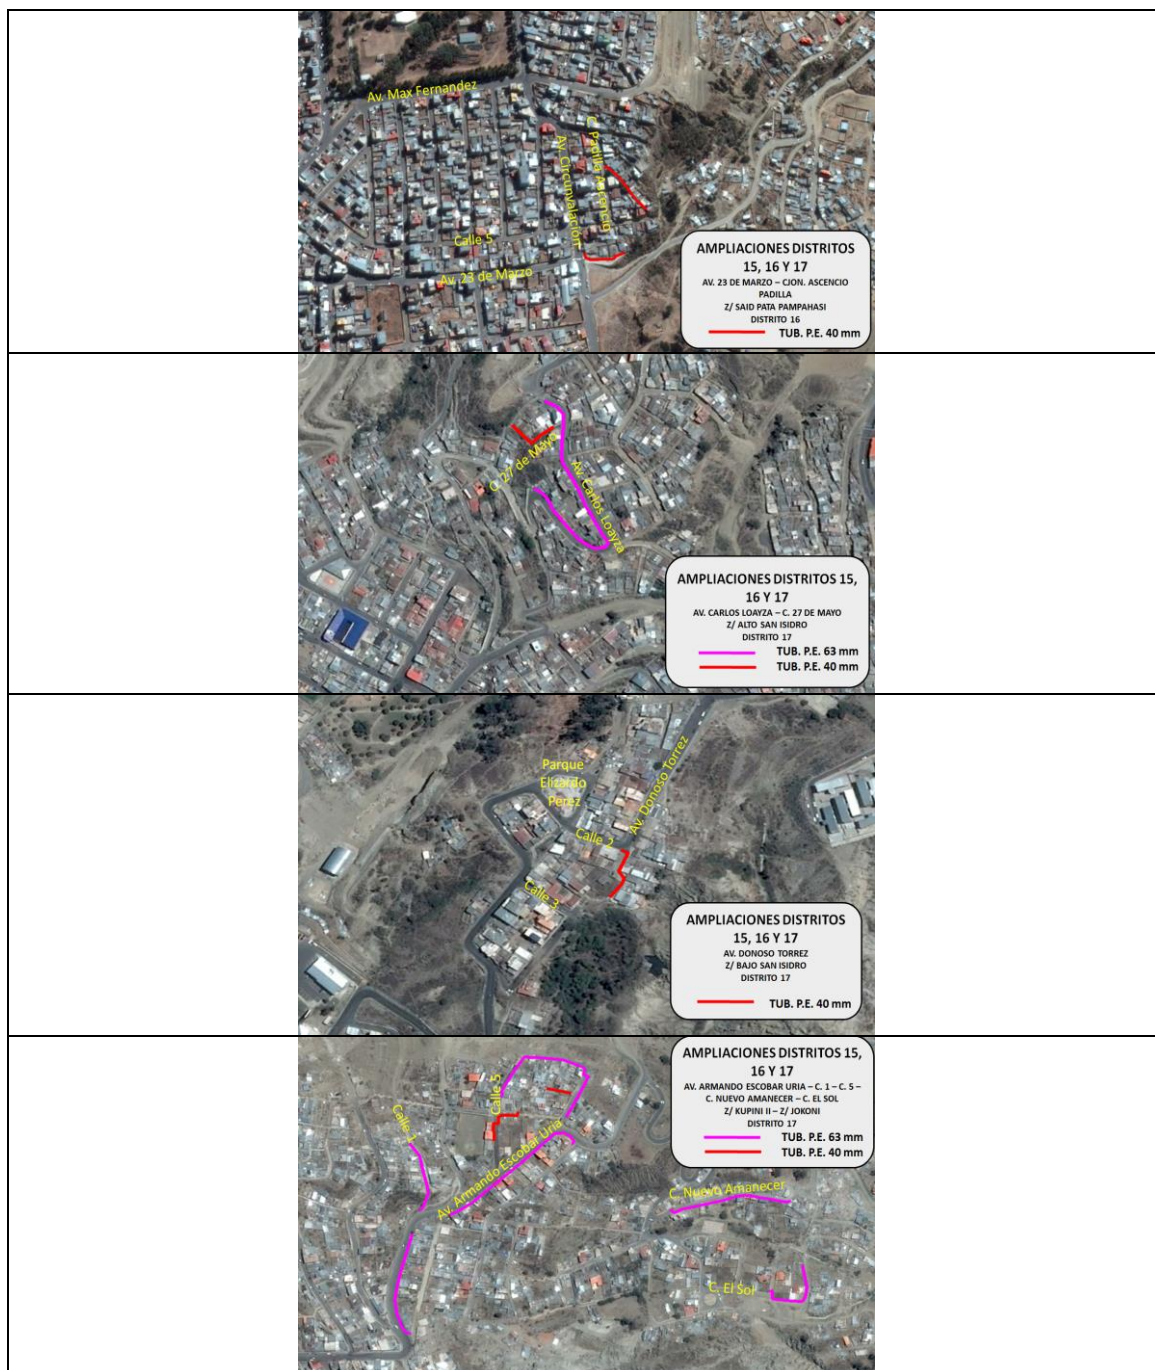 Av. Max Fernandez
C. Padilla Ascencio
Av. Circunvalación
Calle 5
Av. 23 de Marzo
AMPLIACIONES DISTRITOS
15, 16 Y 17
AV. 23 DE MARZO – CJON. ASCENCIO
PADILLA
Z/ SAID PATA PAMPAHASI
DISTRITO 16
TUB. P.E. 40 mm
C. 27 de Mayo
Av. Carlos Loayza
AMPLIACIONES DISTRITOS 15,
16 Y 17
AV. CARLOS LOAYZA – C. 27 DE MAYO
Z/ ALTO SAN ISIDRO
DISTRITO 17
TUB. P.E. 63 mm
TUB. P.E. 40 mm
Parque
Elizardo
Perez
Av. Donoso Torrez
Calle 2
Calle 3
AMPLIACIONES DISTRITOS
15, 16 Y 17
AV. DONOSO TORREZ
Z/ BAJO SAN ISIDRO
DISTRITO 17
TUB. P.E. 40 mm
Calle 5
Calle 1
Av. Armando Escobar Uria
C. Nuevo Amanecer
C. El Sol
AMPLIACIONES DISTRITOS 15,
16 Y 17
AV. ARMANDO ESCOBAR URIA – C. 1 – C. 5 –
C. NUEVO AMANECER – C. EL SOL
Z/ KUPINI II – Z/ JOKONI
DISTRITO 17
TUB. P.E. 63 mm
TUB. P.E. 40 mm